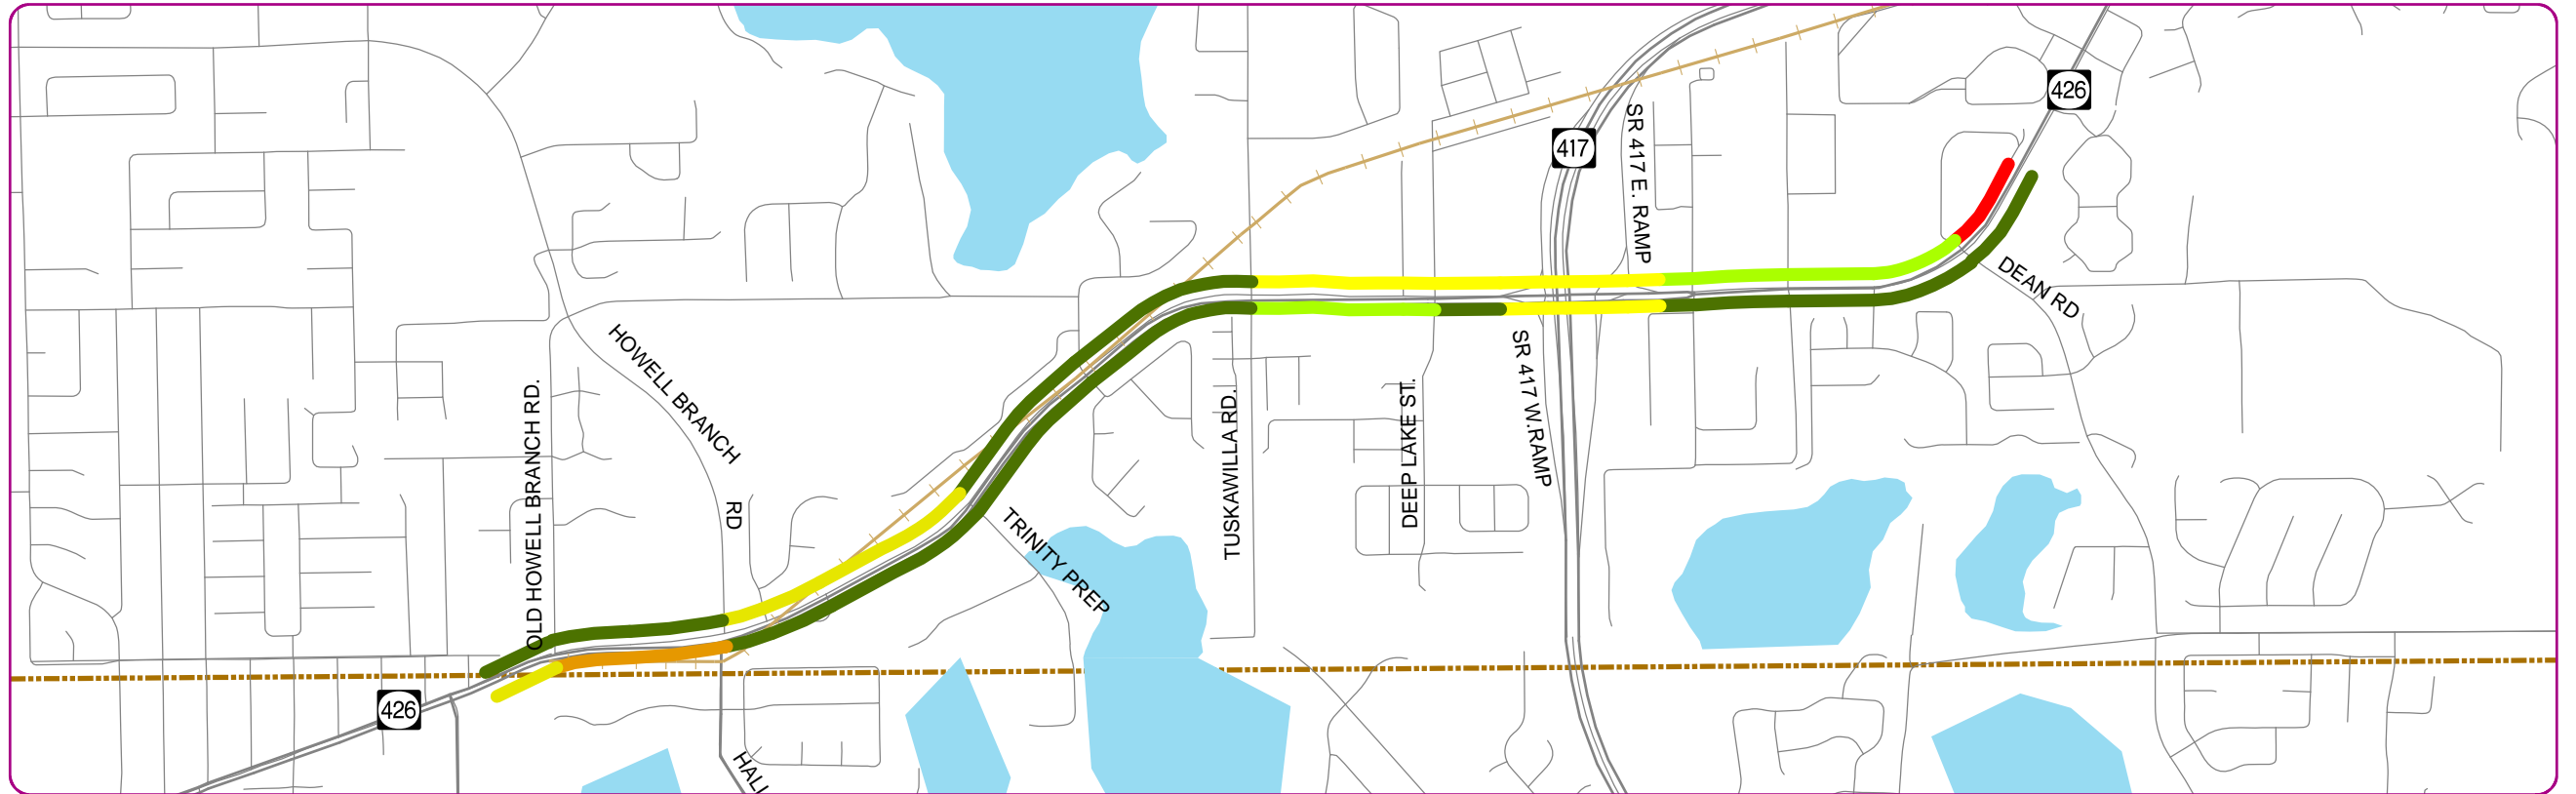 426
417
SR 417 E. RAMP
DEAN RD
HOWELL BRANCH
RD
OLD HOWELL BRANCH RD.
TUSKAWILLA RD.
DEEP LAKE ST.
SR 417 W.RAMP
TRINITY PREP
426
HALL